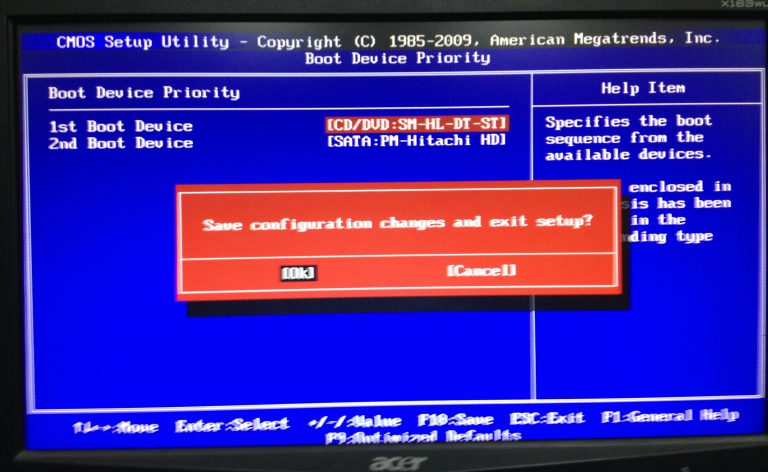 X163WL
CMOS Setup Utility - Copyright (C) 1985-2009, American Megatrends, Inc.
Boot Device Priority
Boot Device Priority
1st Boot Device [CD/DVD:SM-HL-DT-ST]
2nd Boot Device [SATA:PM-Hitachi HD]
Help Item
Specifies the boot
sequence from the
available devices.
enclosed in
sis has been
in the
nding type
Save configuration changes and exit setup?
[Ok] [Cancel]
↑↓←→:Move Enter:Select +/-/:Value F10:Save ESC:Exit F1:General Help
F9:Optimized Defaults
acer